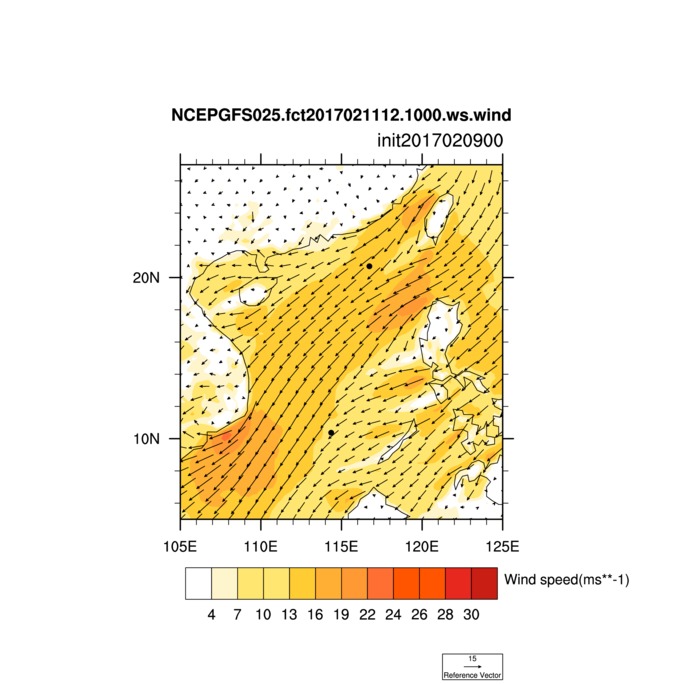 NCEPGFS025.fct2017021112.1000.ws.wind
init2017020900
20N
10N
105E 110E 115E 120E 125E
Wind speed(ms**-1)
4 7 10 13 16 19 22 24 26 28 30
15
Reference Vector